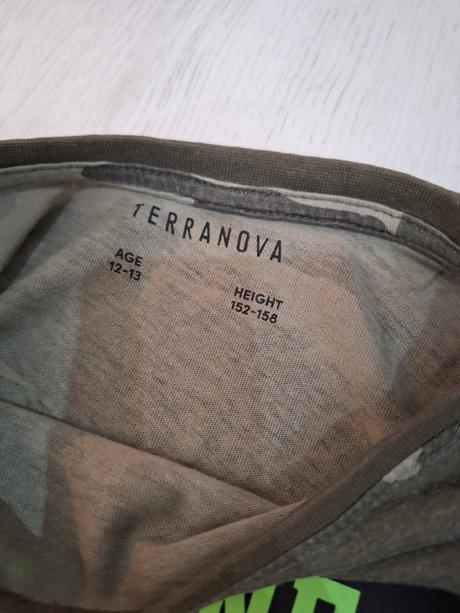 TERRANOVA
AGE
12-13
HEIGHT
152-158